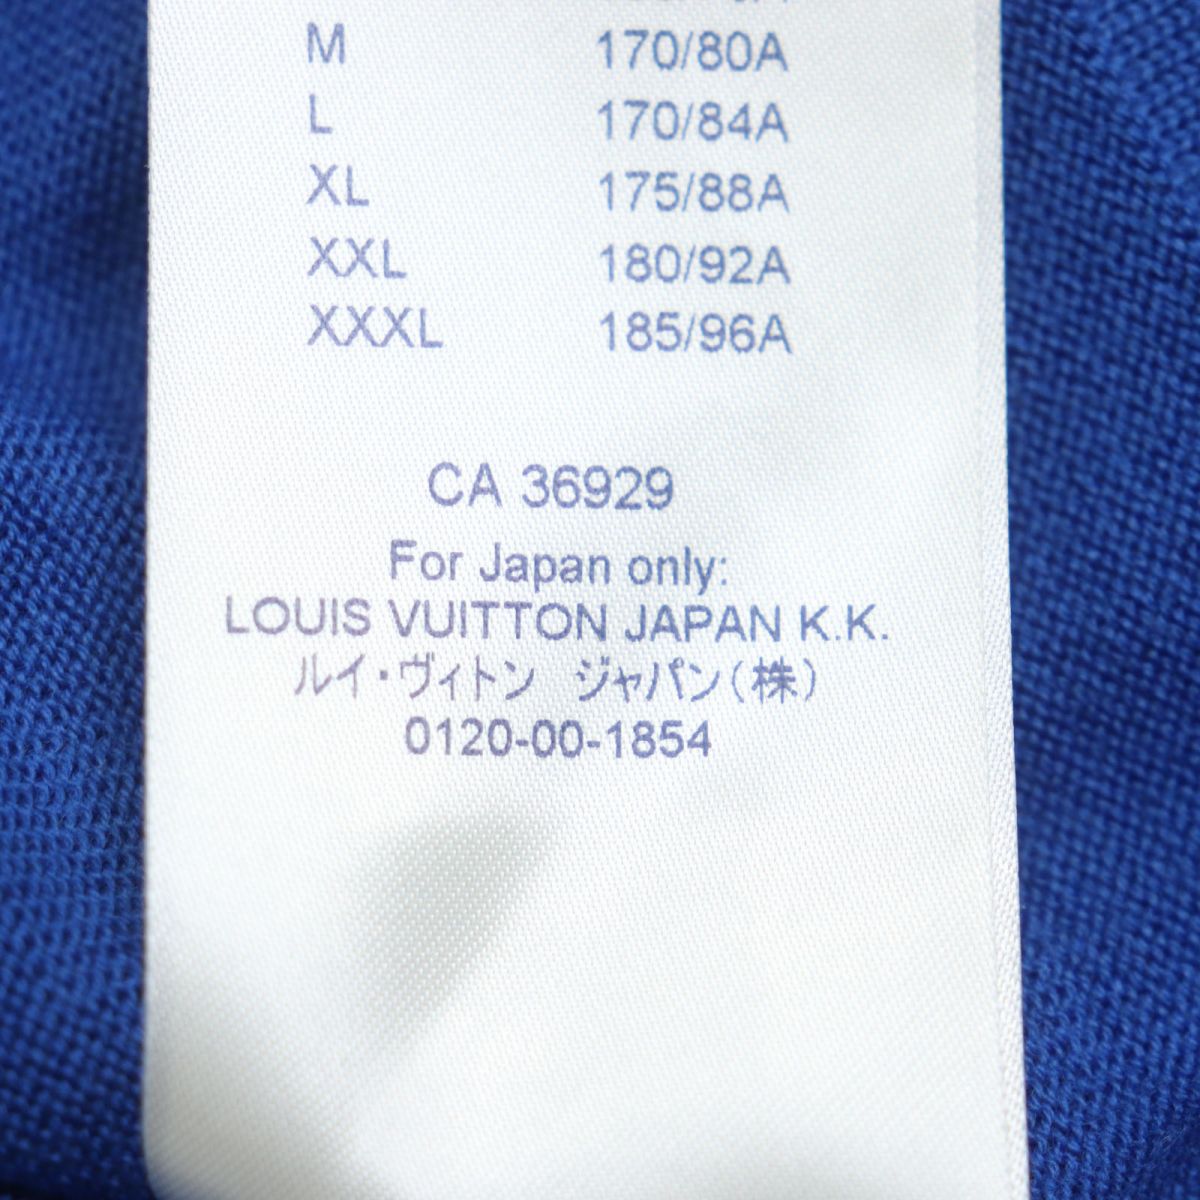 M 170/80A
L 170/84A
XL 175/88A
XXL 180/92A
XXXL 185/96A
CA 36929
For Japan only:
LOUIS VUITTON JAPAN K.K.
ルイ・ヴィトン ジャパン(株)
0120-00-1854